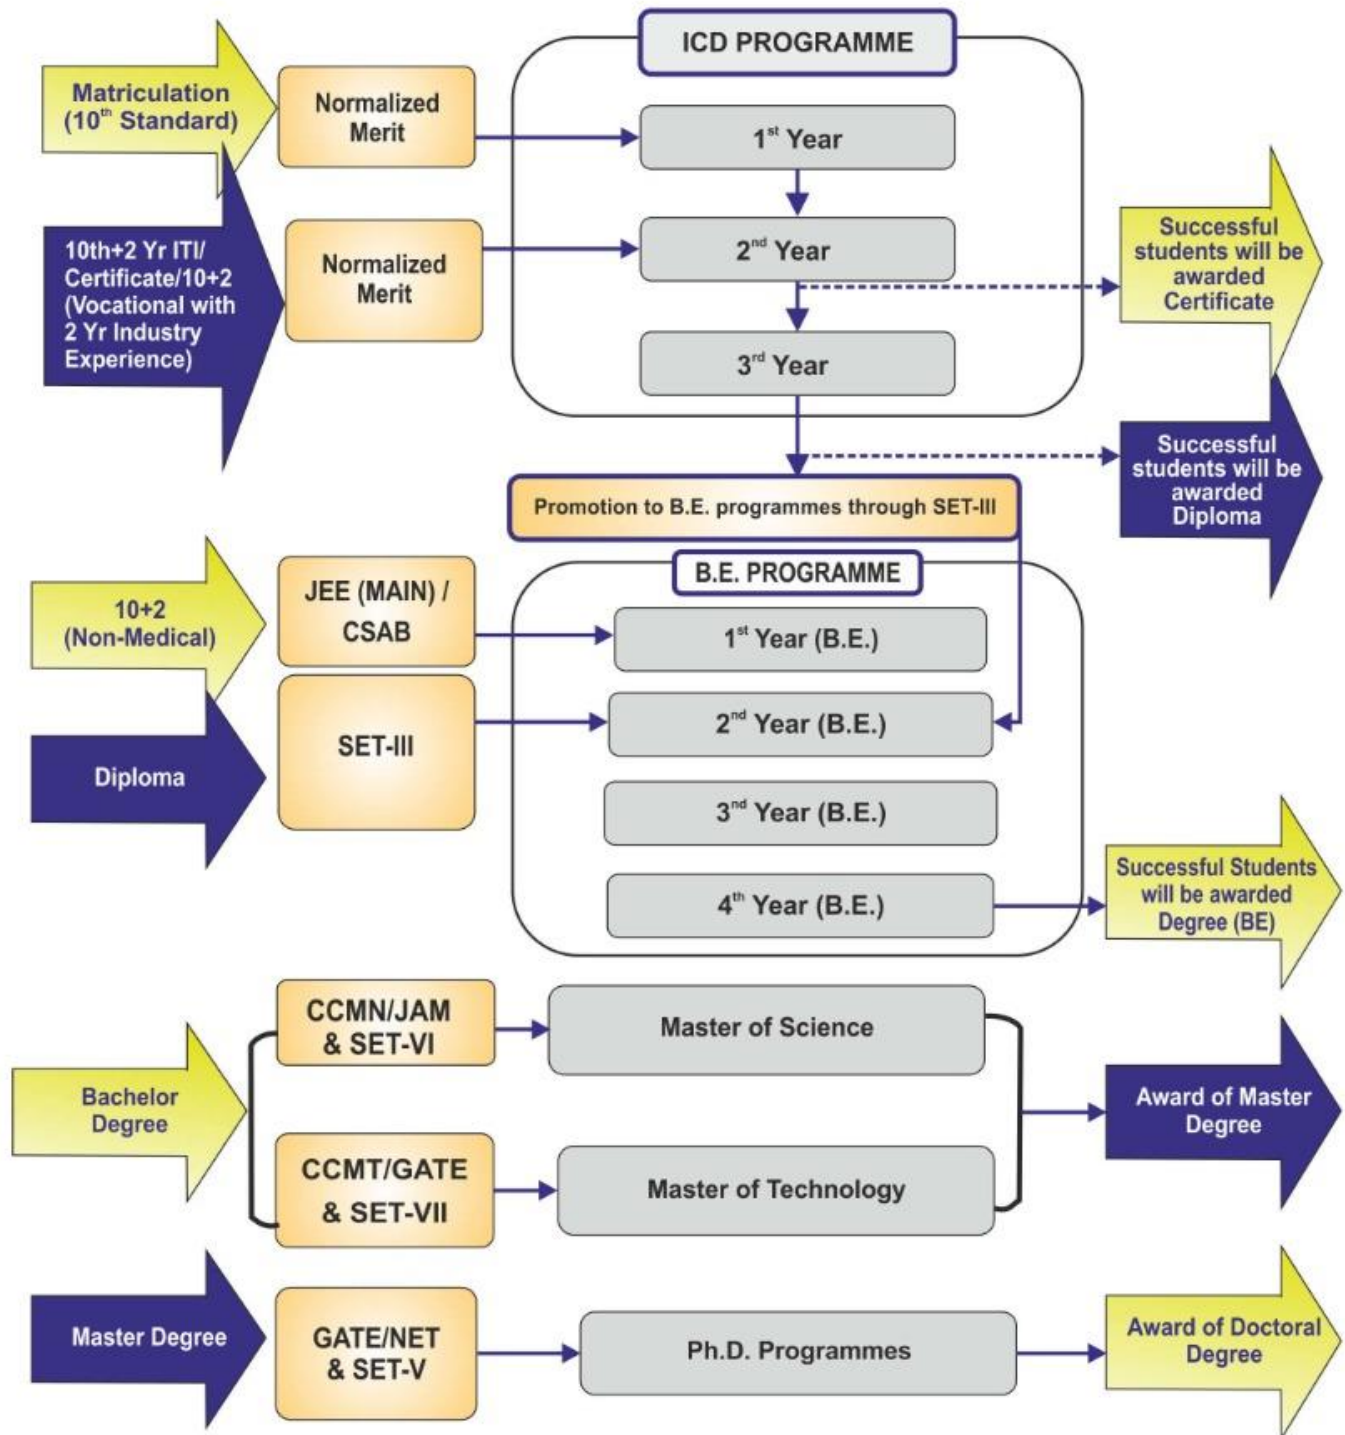 ICD PROGRAMME
Matriculation
(10th Standard)
Normalized
Merit
1st Year
10th+2 Yr ITI/
Certificate/10+2
(Vocational with
2 Yr Industry
Experience)
Normalized
Merit
2nd Year
Successful
students will be
awarded
Certificate
3rd Year
Successful
students will be
awarded
Diploma
Promotion to B.E. programmes through SET-III
B.E. PROGRAMME
10+2
(Non-Medical)
JEE (MAIN) /
CSAB
1st Year (B.E.)
Diploma
SET-III
2nd Year (B.E.)
3nd Year (B.E.)
4th Year (B.E.)
Successful Students
will be awarded
Degree (BE)
Bachelor
Degree
CCMN/JAM
& SET-VI
Master of Science
CCMT/GATE
& SET-VII
Master of Technology
Award of Master
Degree
Master Degree
GATE/NET
& SET-V
Ph.D. Programmes
Award of Doctoral
Degree